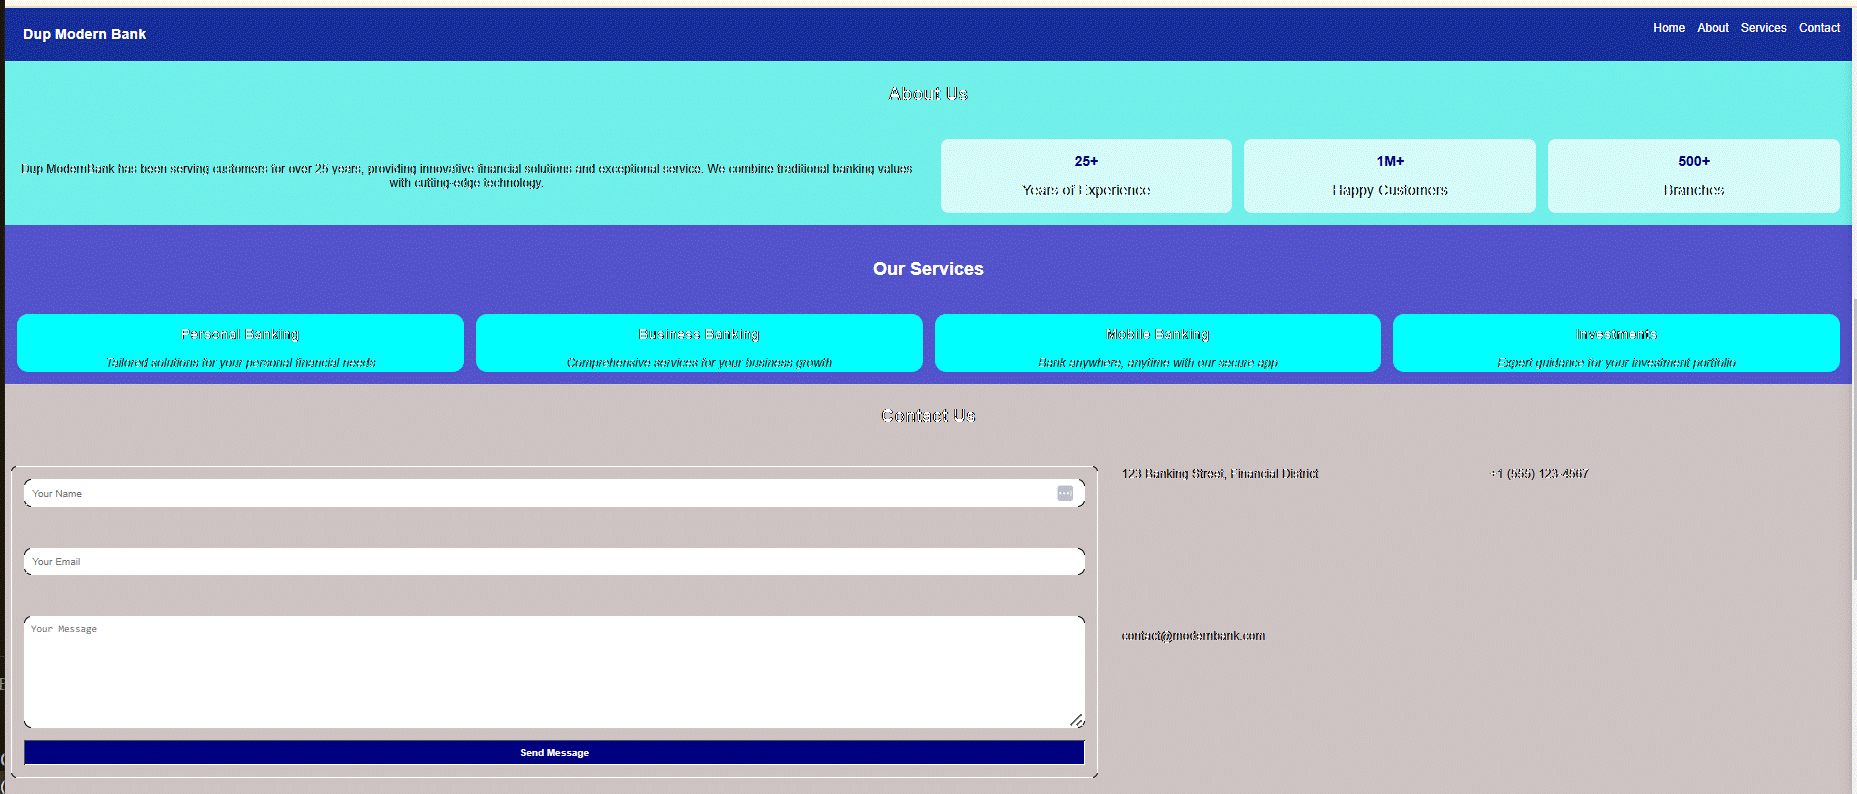 Dup Modern Bank
Home About Services Contact
About Us
Dup ModernBank has been serving customers for over 25 years, providing innovative financial solutions and exceptional service. We combine traditional banking values
with cutting-edge technology.
25+
Years of Experience
1M+
Happy Customers
500+
Branches
Our Services
Personal Banking
Tailored solutions for your personal financial needs
Business Banking
Comprehensive services for your business growth
Mobile Banking
Bank anywhere, anytime with our secure app
Investments
Expert guidance for your investment portfolio
Contact Us
Your Name
Your Email
Your Message
Send Message
123 Banking Street, Financial District
+1 (555) 123-4567
contact@modernbank.com